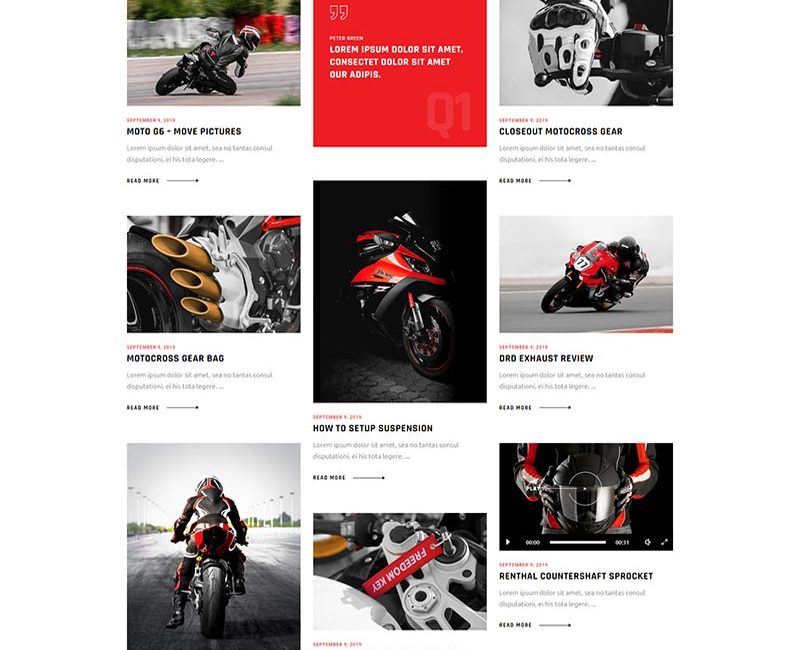 SEPTEMBER 9, 2019
MOTO G6 – MOVE PICTURES
Lorem ipsum dolor sit amet, sea no tantas consul
disputationi, ei his tota legere. ...
READ MORE
SEPTEMBER 9, 2019
MOTOCROSS GEAR BAG
Lorem ipsum dolor sit amet, sea no tantas consul
disputationi, ei his tota legere. ...
READ MORE
PETER GREEN
LOREM IPSUM DOLOR SIT AMET,
CONSECTET DOLOR SIT AMET
OUR ADIPIS.
Q1
SEPTEMBER 9, 2019
HOW TO SETUP SUSPENSION
Lorem ipsum dolor sit amet, sea no tantas consul
disputationi, ei his tota legere. ...
READ MORE
FREEDOM KEY
SEPTEMBER 9, 2019
SEPTEMBER 9, 2019
CLOSEOUT MOTOCROSS GEAR
Lorem ipsum dolor sit amet, sea no tantas consul
disputationi, ei his tota legere. ...
READ MORE
77
SEPTEMBER 9, 2019
DRD EXHAUST REVIEW
Lorem ipsum dolor sit amet, sea no tantas consul
disputationi, ei his tota legere. ...
READ MORE
PLAY
00:00
00:31
SEPTEMBER 9, 2019
RENTHAL COUNTERSHAFT SPROCKET
Lorem ipsum dolor sit amet, sea no tantas consul
disputationi, ei his tota legere. ...
READ MORE